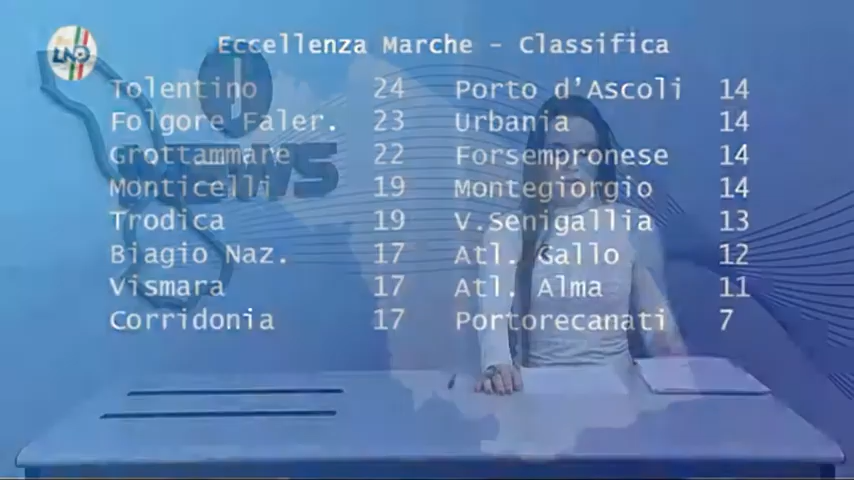 LND
Eccellenza Marche - Classifica
Tolentino 24 Porto d'Ascoli 14
Folgore Faler. 23 Urbania 14
Grottammare 22 Forsempronese 14
Monticelli 19 Montegiorgio 14
Trodica 19 V.Senigallia 13
Biagio Naz. 17 Atl. Gallo 12
Vismara 17 Atl. Alma 11
Corridonia 17 Portorecanati 7
news